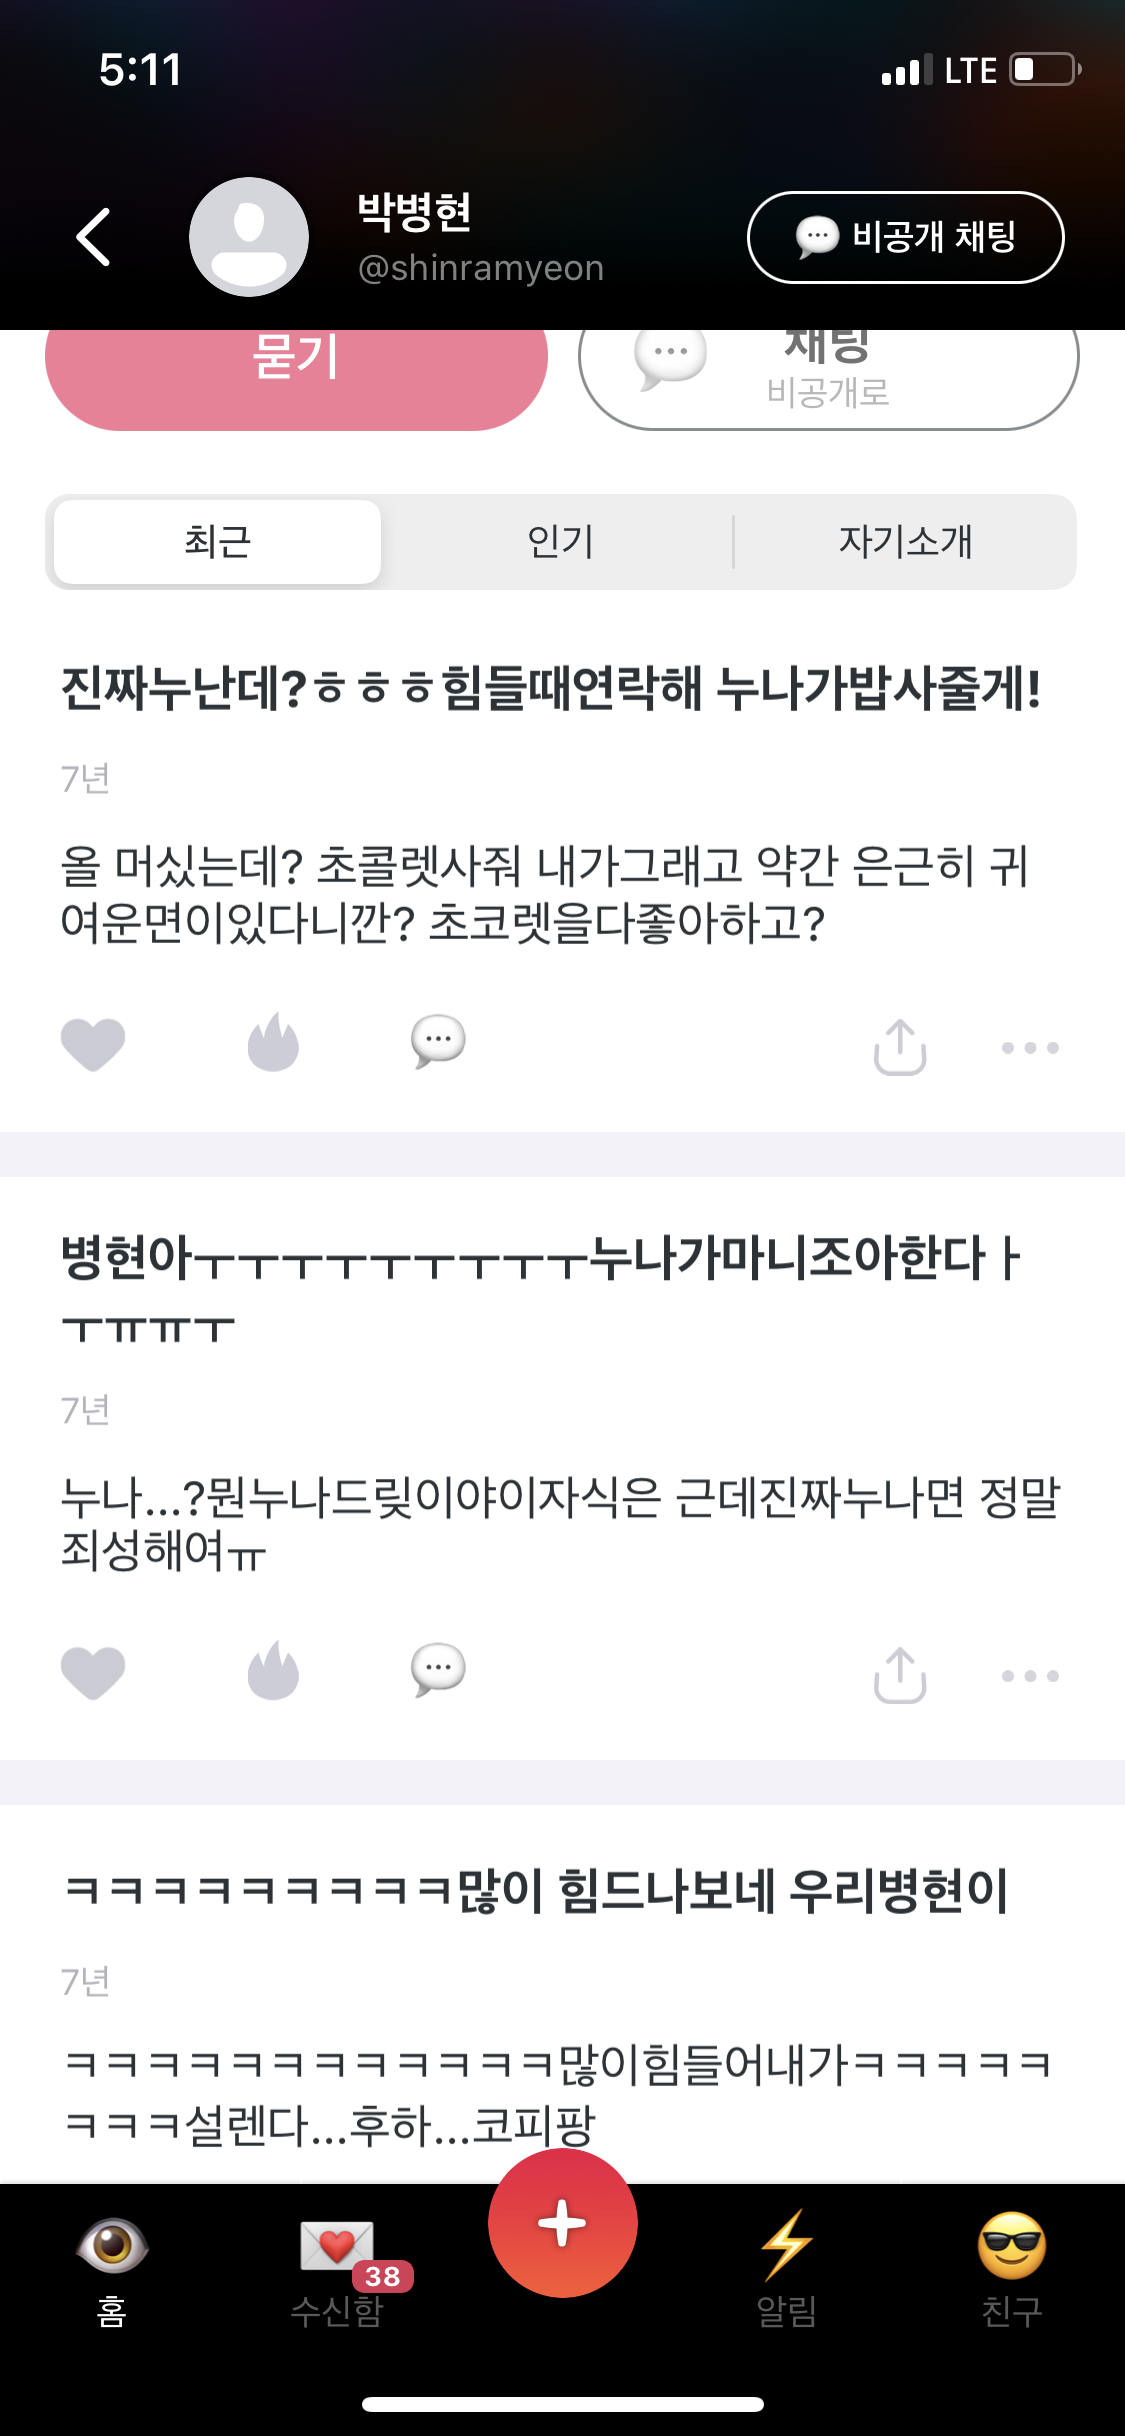 5:11
LTE
박병현
@shinramyeon
비공개 채팅
묻기
채팅
비공개로
최근
인기
자기소개
진짜누난데?ㅎㅎㅎ힘들때연락해 누나가밥사줄게!
7년
올 머싰는데? 초콜렛사줘 내가그래고 약간 은근히 귀
여운면이있다니깐? 초코렛을다좋아하고?
병현아ㅜㅜㅜㅜㅜㅜㅜㅜㅜ누나가마니조아한다ㅏ
ㅜㅠㅠㅜ
7년
누나...?뭔누나드맂이야이자식은 근데진짜누나면 정말
죄성해여ㅠ
ㅋㅋㅋㅋㅋㅋㅋㅋㅋ많이 힘드나보네 우리병현이
7년
ㅋㅋㅋㅋㅋㅋㅋㅋㅋㅋㅋㅋ많이힘들어내가ㅋㅋㅋㅋㅋ
ㅋㅋㅋ설렌다...후하...코피팡
38
홈
수신함
알림
친구